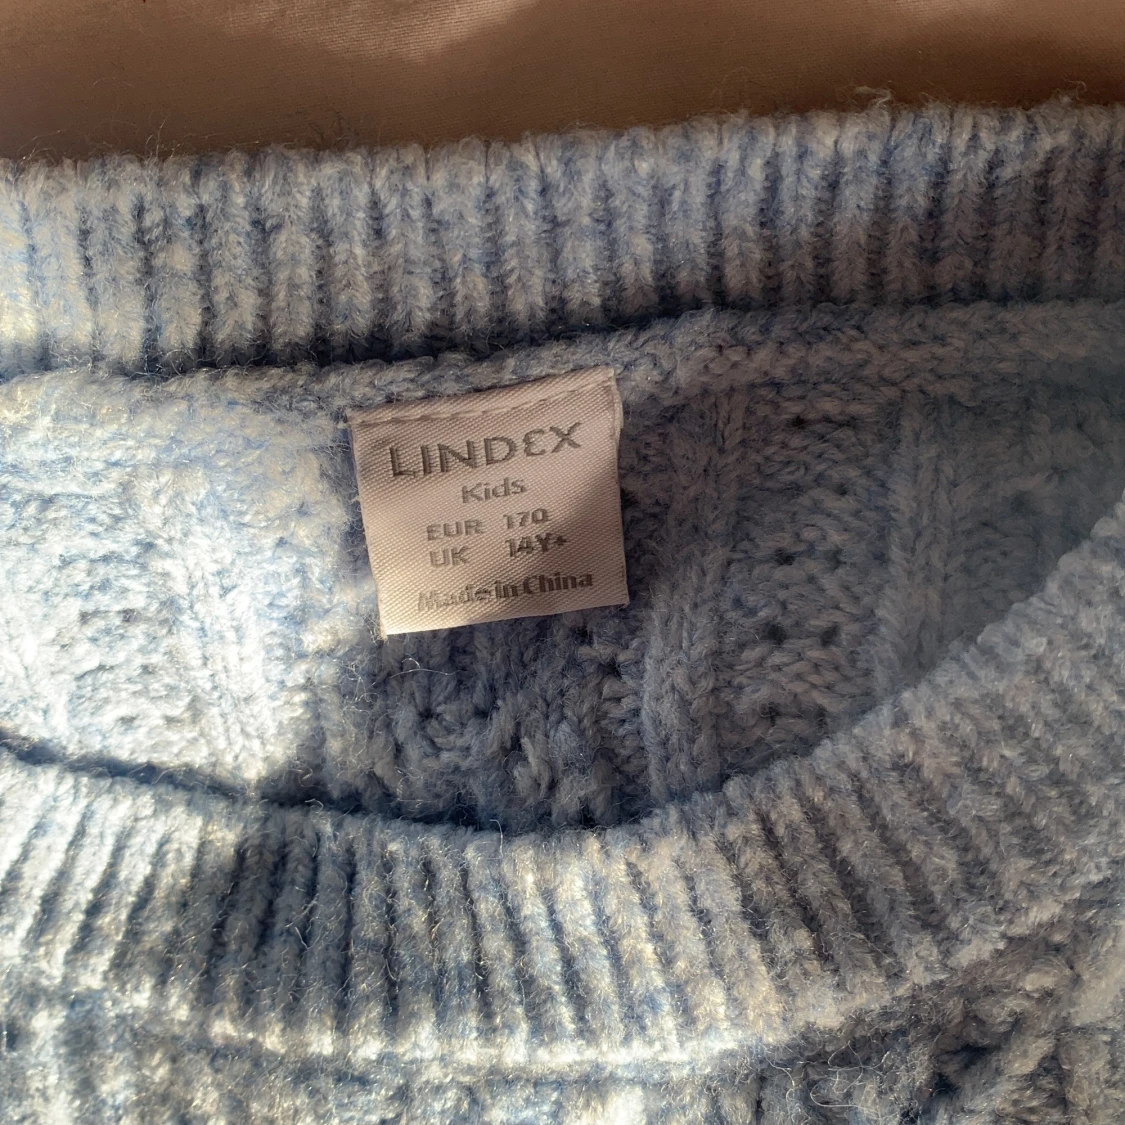 LINDEX
Kids
EUR 170
UK 14Y+
Made in China